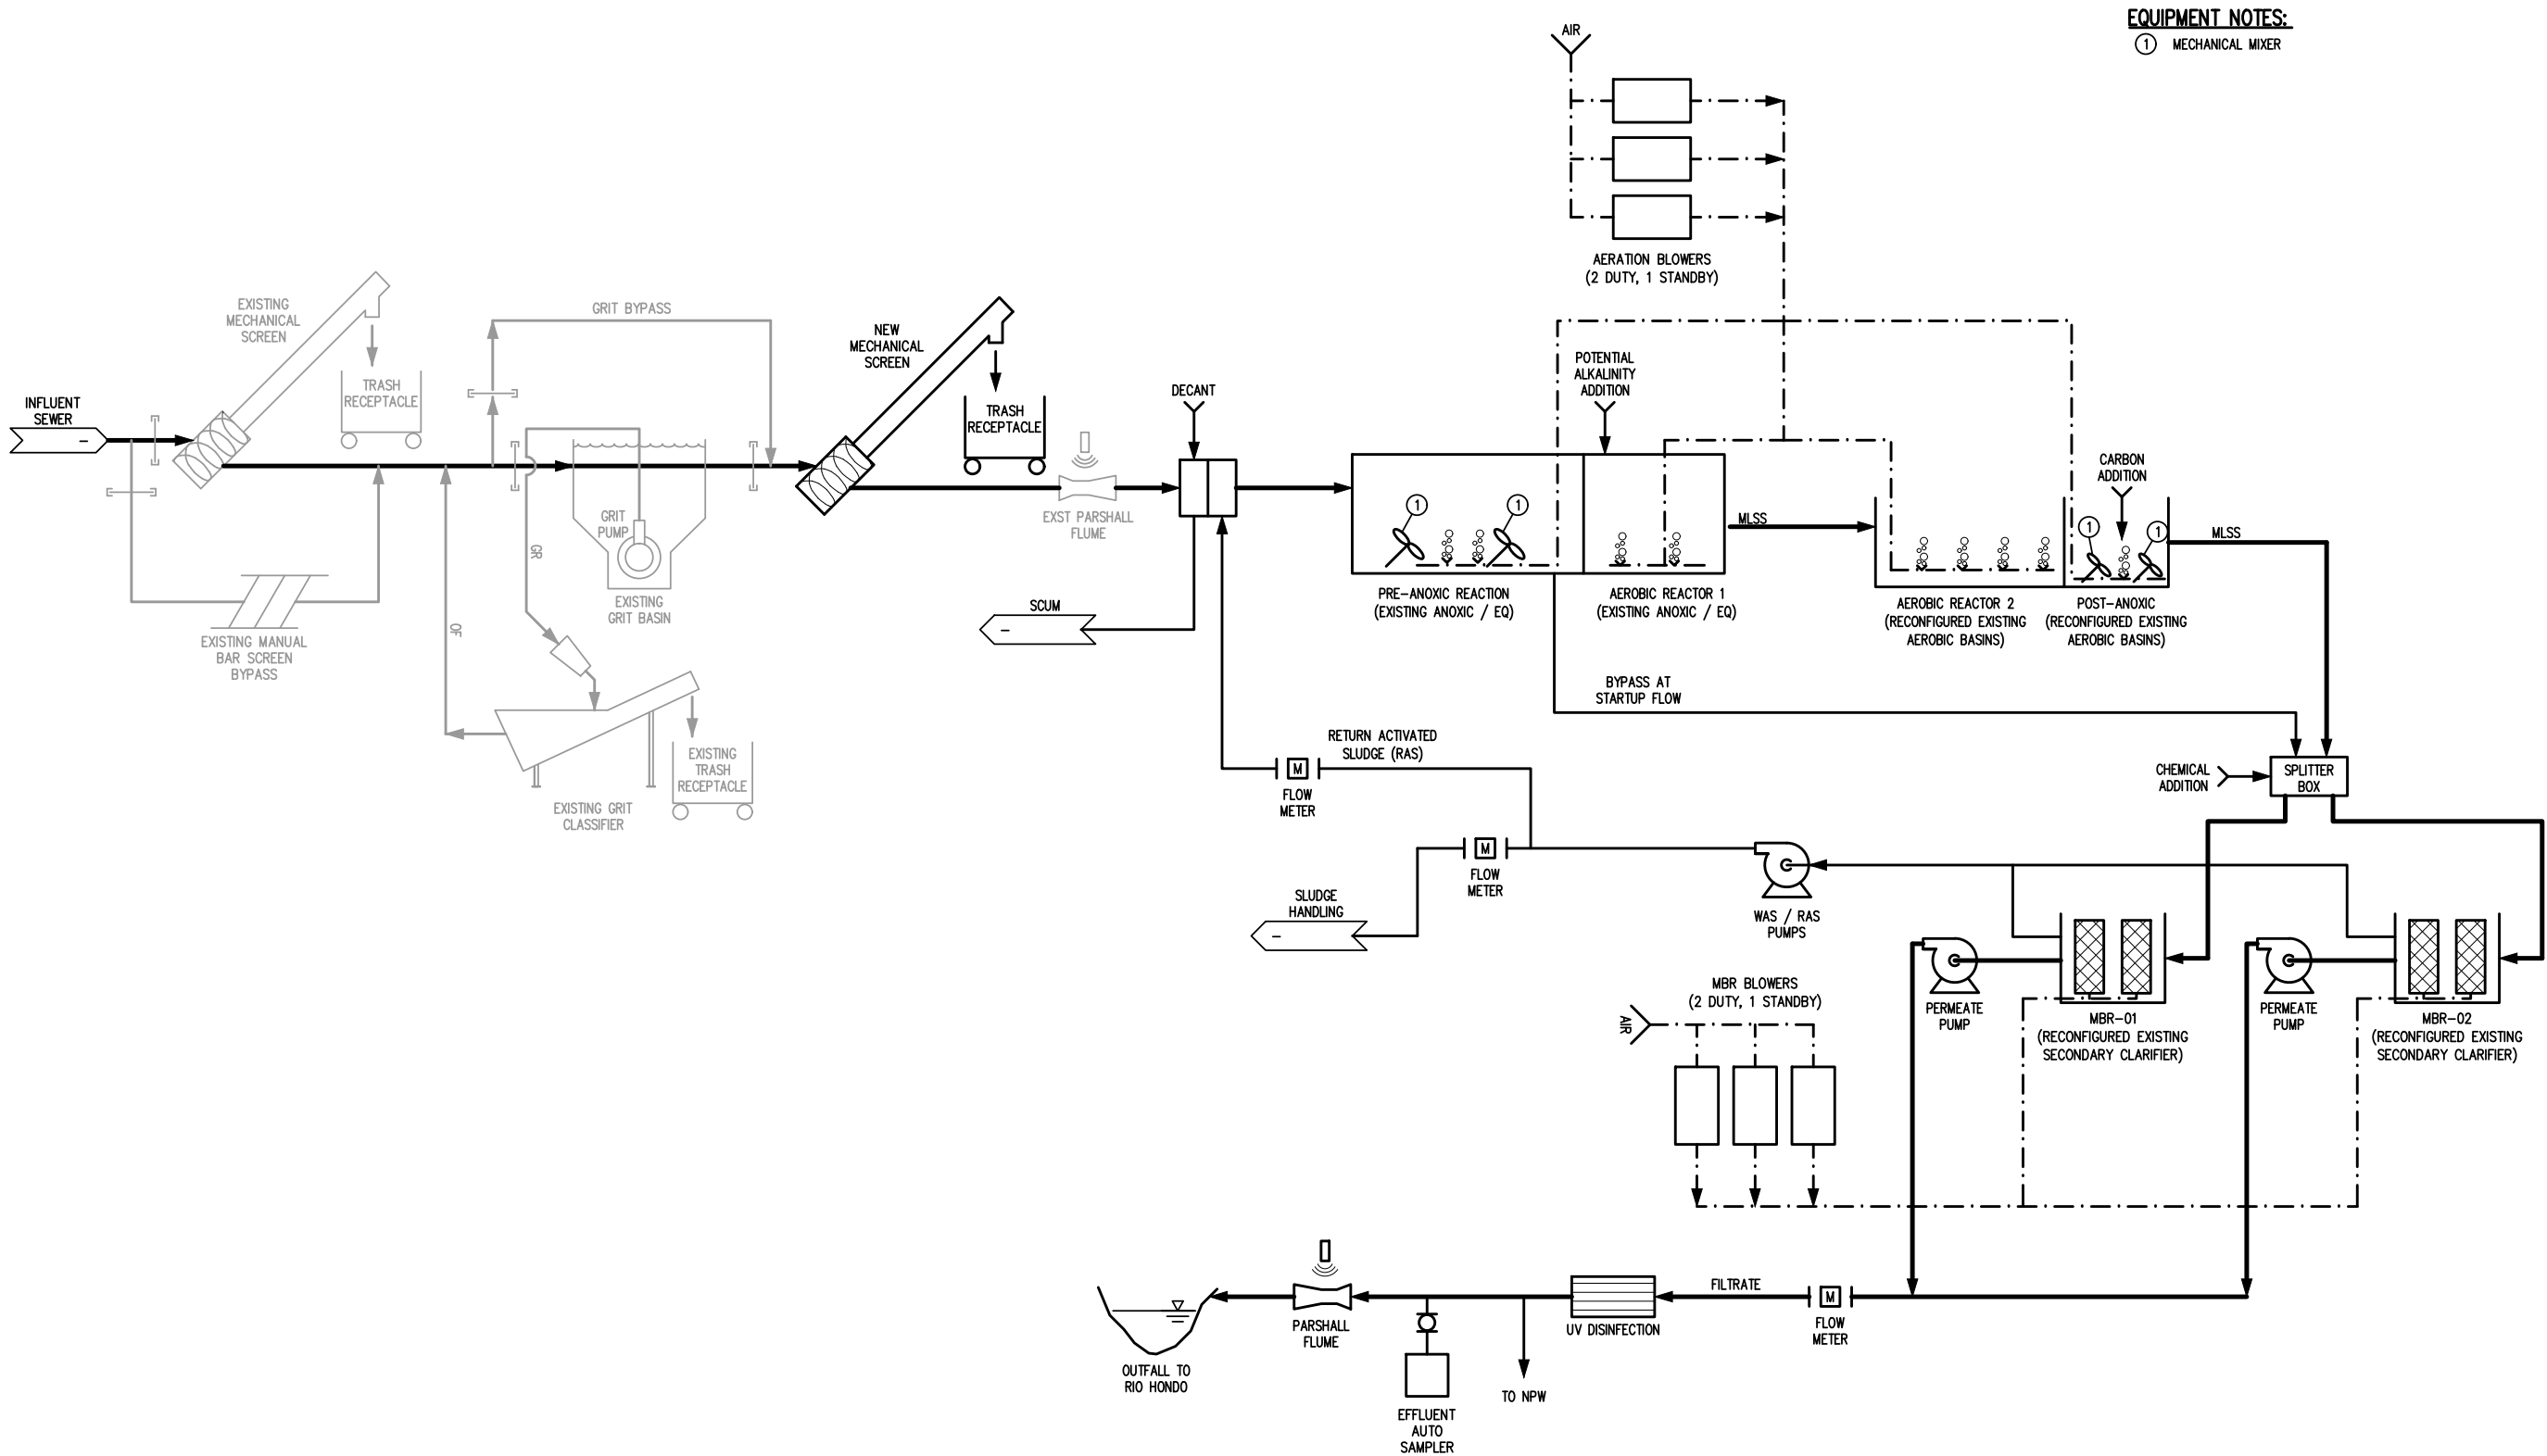 EQUIPMENT NOTES:
1 MECHANICAL MIXER
AIR
AERATION BLOWERS
(2 DUTY, 1 STANDBY)
EXISTING
MECHANICAL
SCREEN
TRASH
RECEPTACLE
GRIT BYPASS
NEW
MECHANICAL
SCREEN
TRASH
RECEPTACLE
INFLUENT
SEWER
-
GRIT
PUMP
GR
EXISTING
GRIT BASIN
OF
EXISTING MANUAL
BAR SCREEN
BYPASS
EXISTING
TRASH
RECEPTACLE
EXISTING GRIT
CLASSIFIER
EXST PARSHALL
FLUME
DECANT
SCUM
-
POTENTIAL
ALKALINITY
ADDITION
1
1
PRE-ANOXIC REACTION
(EXISTING ANOXIC / EQ)
AEROBIC REACTOR 1
(EXISTING ANOXIC / EQ)
MLSS
CARBON
ADDITION
1
1
MLSS
AEROBIC REACTOR 2
(RECONFIGURED EXISTING
AEROBIC BASINS)
POST-ANOXIC
(RECONFIGURED EXISTING
AEROBIC BASINS)
BYPASS AT
STARTUP FLOW
RETURN ACTIVATED
SLUDGE (RAS)
M
FLOW
METER
CHEMICAL
ADDITION
SPLITTER
BOX
M
FLOW
METER
SLUDGE
HANDLING
-
WAS / RAS
PUMPS
MBR BLOWERS
(2 DUTY, 1 STANDBY)
AIR
PERMEATE
PUMP
MBR-01
(RECONFIGURED EXISTING
SECONDARY CLARIFIER)
PERMEATE
PUMP
MBR-02
(RECONFIGURED EXISTING
SECONDARY CLARIFIER)
OUTFALL TO
RIO HONDO
PARSHALL
FLUME
EFFLUENT
AUTO
SAMPLER
TO NPW
UV DISINFECTION
FILTRATE
M
FLOW
METER